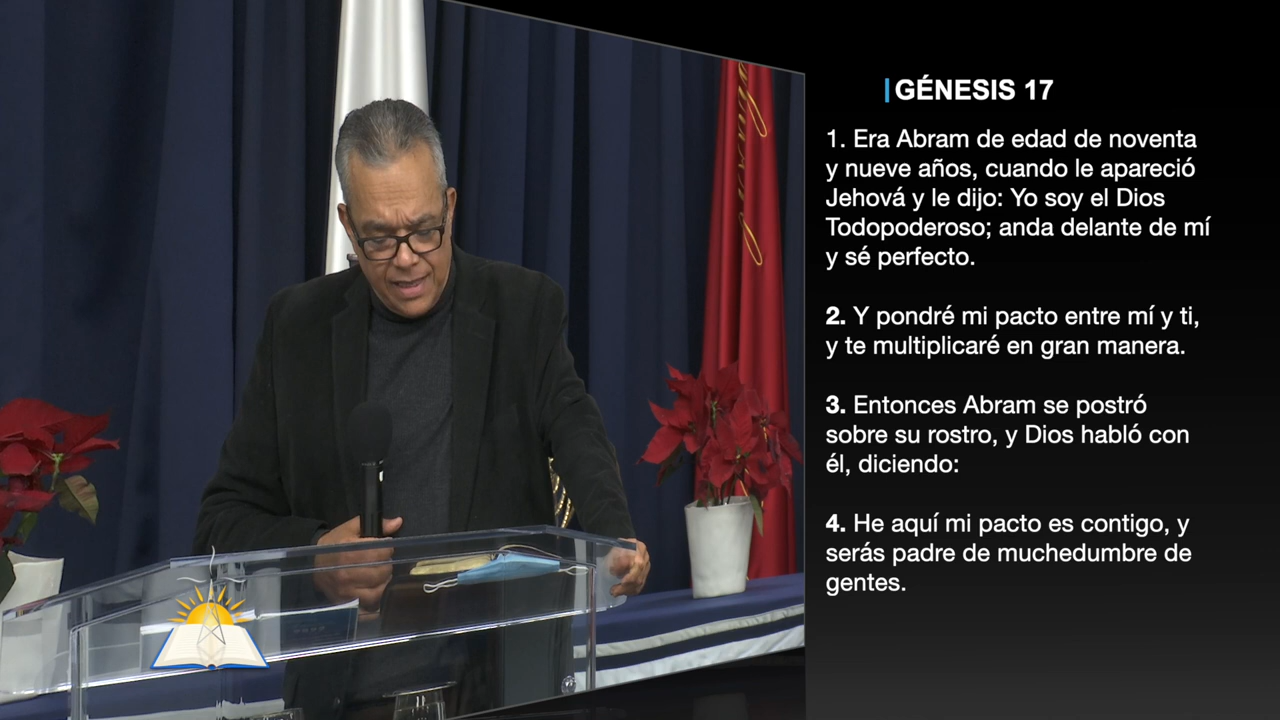 GÉNESIS 17
1. Era Abram de edad de noventa
y nueve años, cuando le apareció
Jehová y le dijo: Yo soy el Dios
Todopoderoso; anda delante de mí
y sé perfecto.
2. Y pondré mi pacto entre mí y ti,
y te multiplicaré en gran manera.
3. Entonces Abram se postró
sobre su rostro, y Dios habló con
él, diciendo:
4. He aquí mi pacto es contigo, y
serás padre de muchedumbre de
gentes.